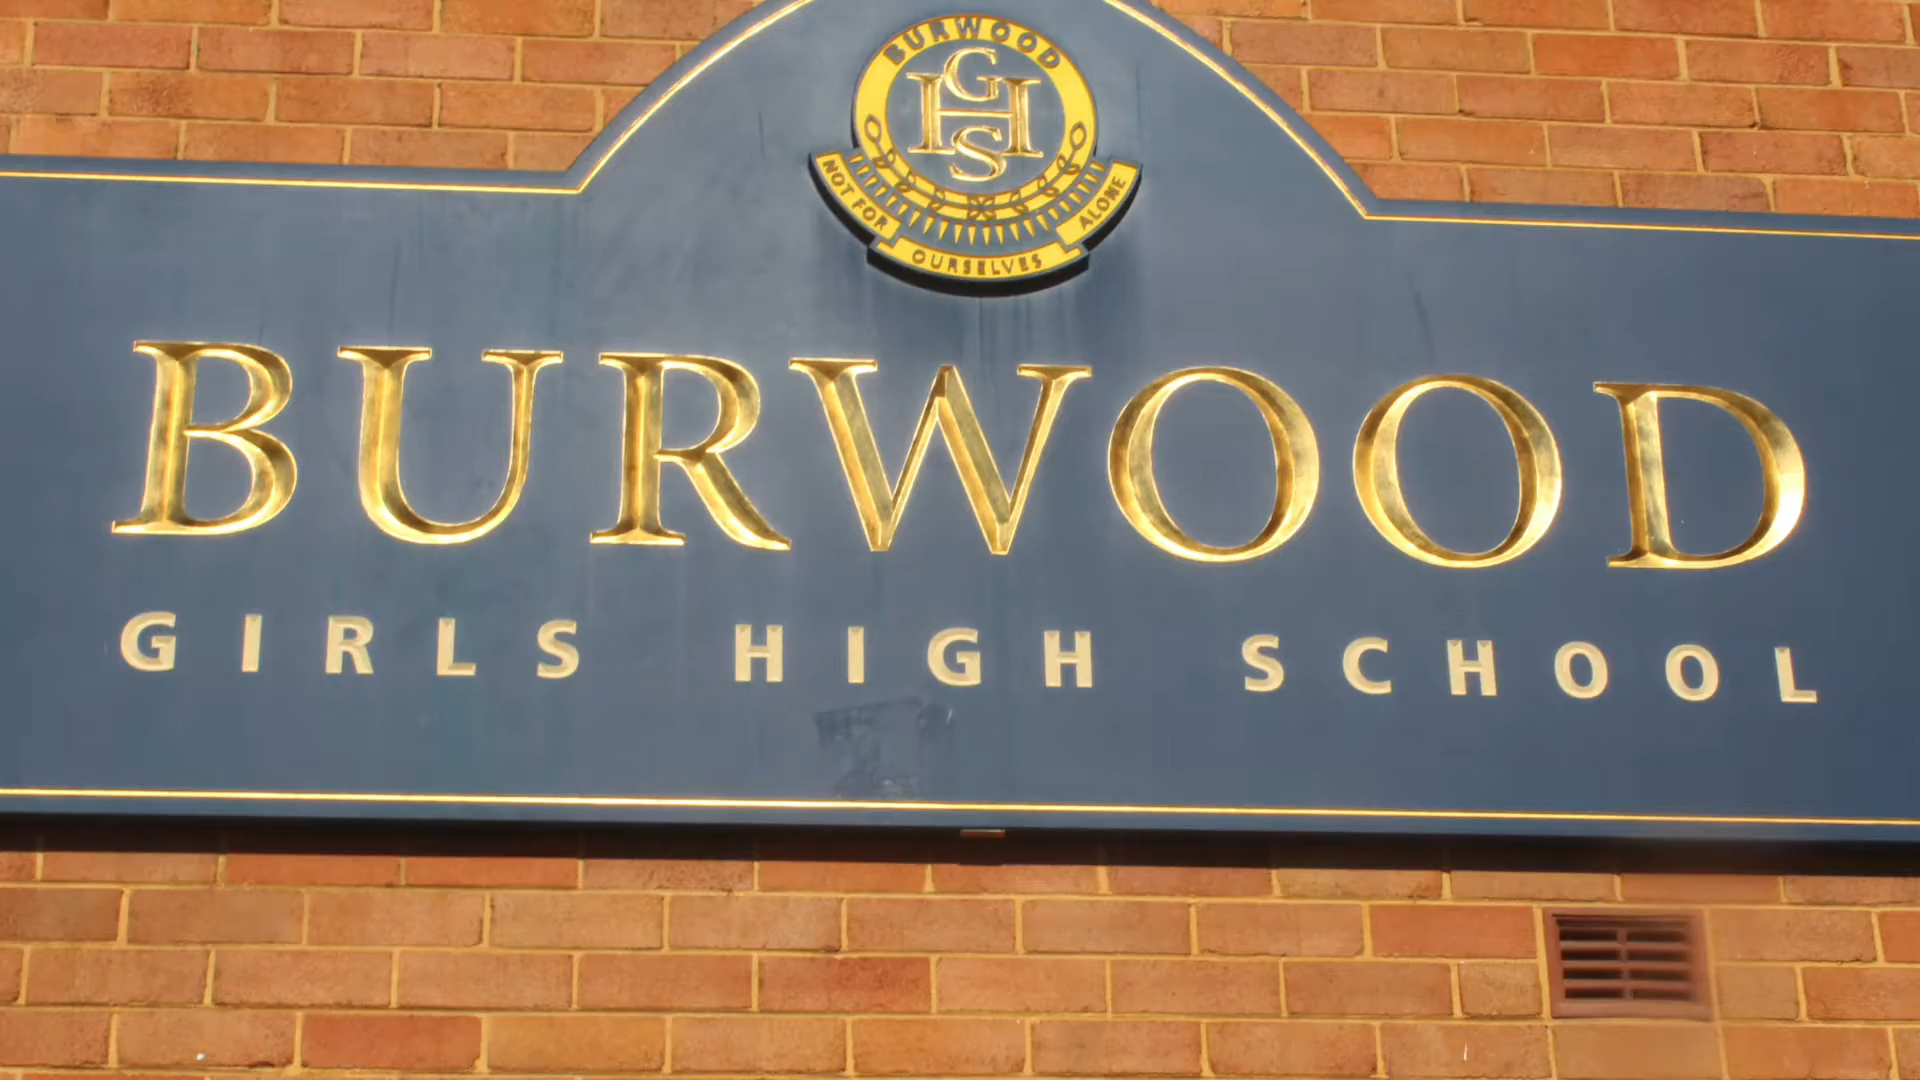 BURWOOD
GHS
NOT FOR OURSELVES ALONE
BURWOOD
GIRLS HIGH SCHOOL